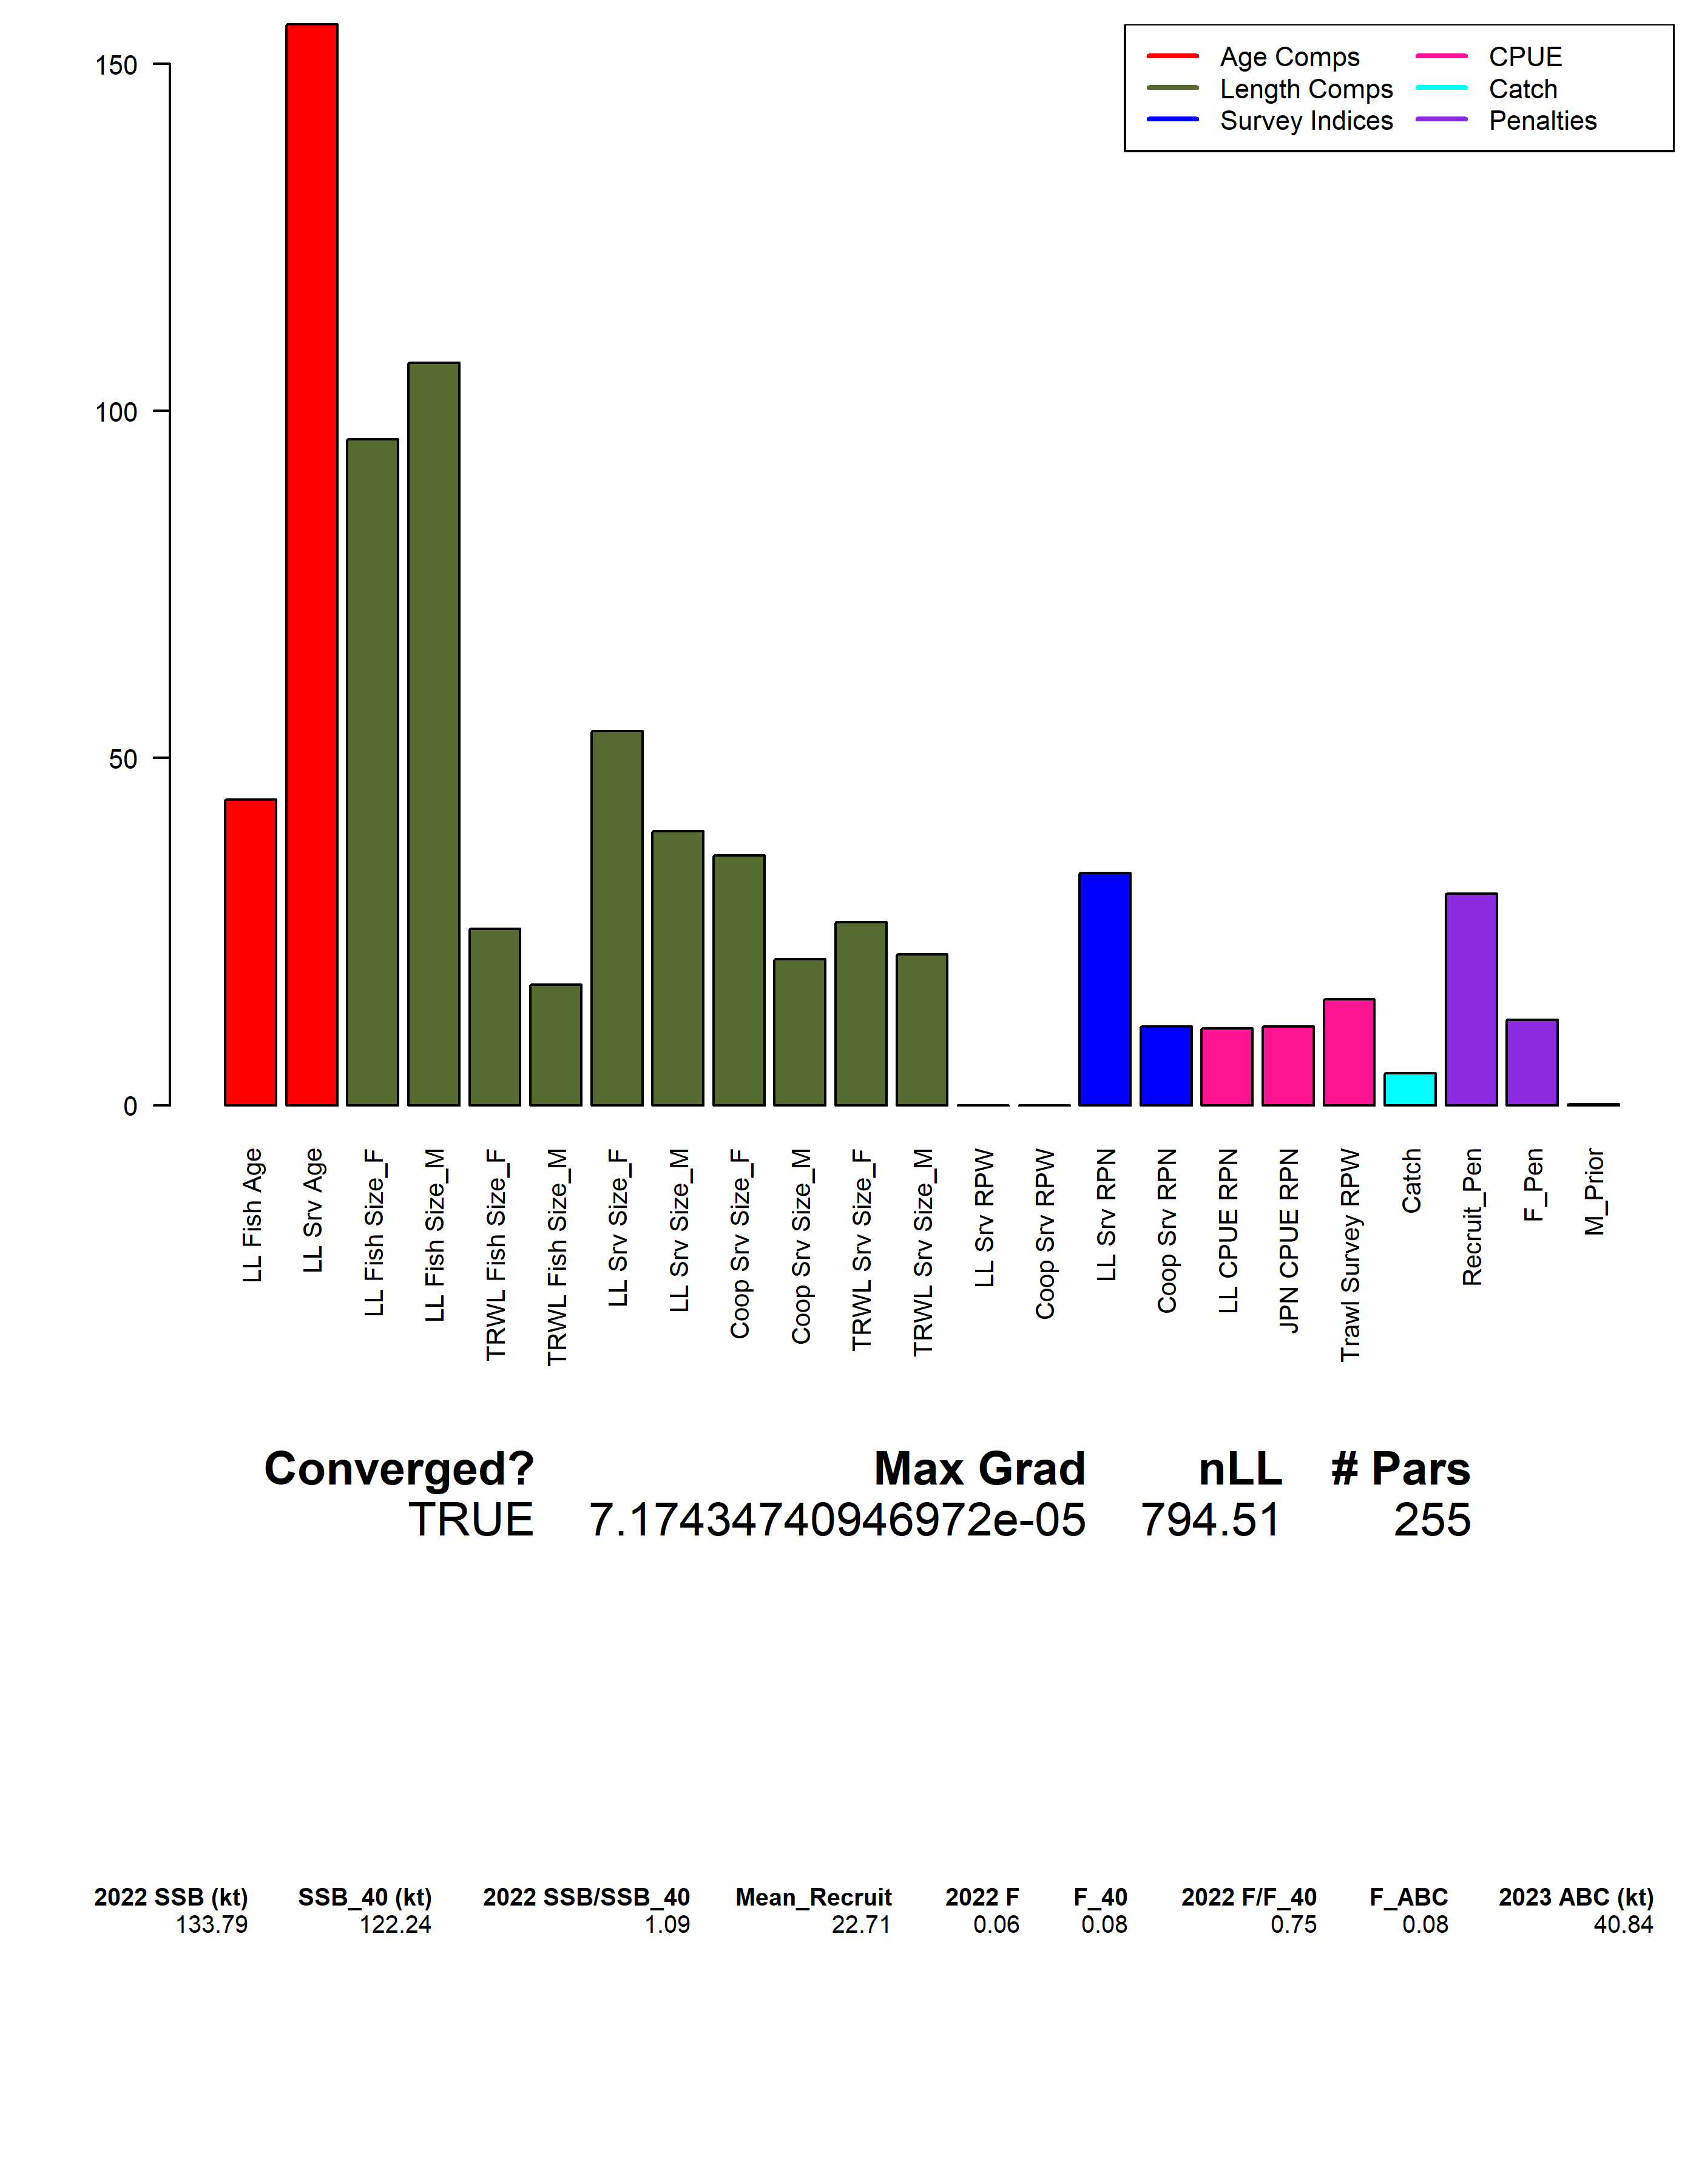 150
100
50
0
Age Comps
Length Comps
Survey Indices
CPUE
Catch
Penalties
LL Fish Age
LL Srv Age
LL Fish Size_F
LL Fish Size_M
TRWL Fish Size_F
TRWL Fish Size_M
LL Srv Size_F
LL Srv Size_M
Coop Srv Size_F
Coop Srv Size_M
TRWL Srv Size_F
TRWL Srv Size_M
LL Srv RPW
Coop Srv RPW
LL Srv RPN
Coop Srv RPN
LL CPUE RPN
JPN CPUE RPN
Trawl Survey RPW
Catch
Recruit_Pen
F_Pen
M_Prior
Converged? Max Grad nLL # Pars
TRUE 7.17434740946972e-05 794.51 255
2022 SSB (kt) SSB_40 (kt) 2022 SSB/SSB_40 Mean_Recruit 2022 F F_40 2022 F/F_40 F_ABC 2023 ABC (kt)
133.79 122.24 1.09 22.71 0.06 0.08 0.75 0.08 40.84